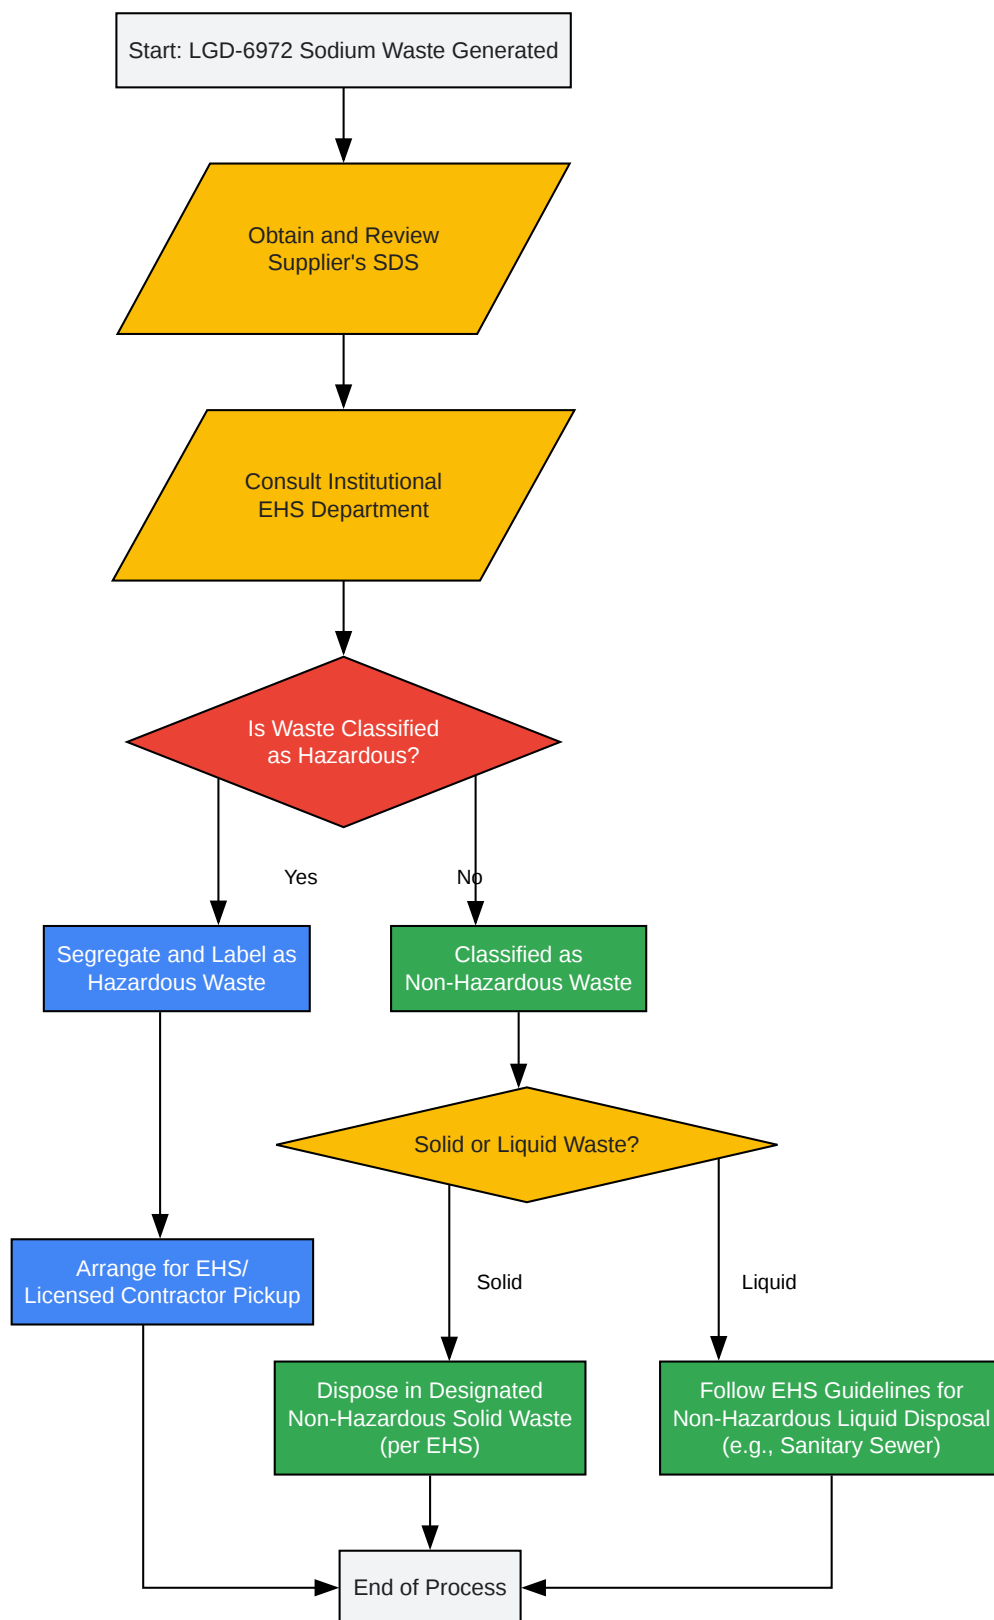 Start: LGD-6972 Sodium Waste Generated
Obtain and Review
Supplier's SDS
Consult Institutional
EHS Department
Is Waste Classified
as Hazardous?
Yes
No
Segregate and Label as
Hazardous Waste
Classified as
Non-Hazardous Waste
Solid or Liquid Waste?
Arrange for EHS/
Licensed Contractor Pickup
Solid
Liquid
Dispose in Designated
Non-Hazardous Solid Waste
(per EHS)
Follow EHS Guidelines for
Non-Hazardous Liquid Disposal
(e.g., Sanitary Sewer)
End of Process